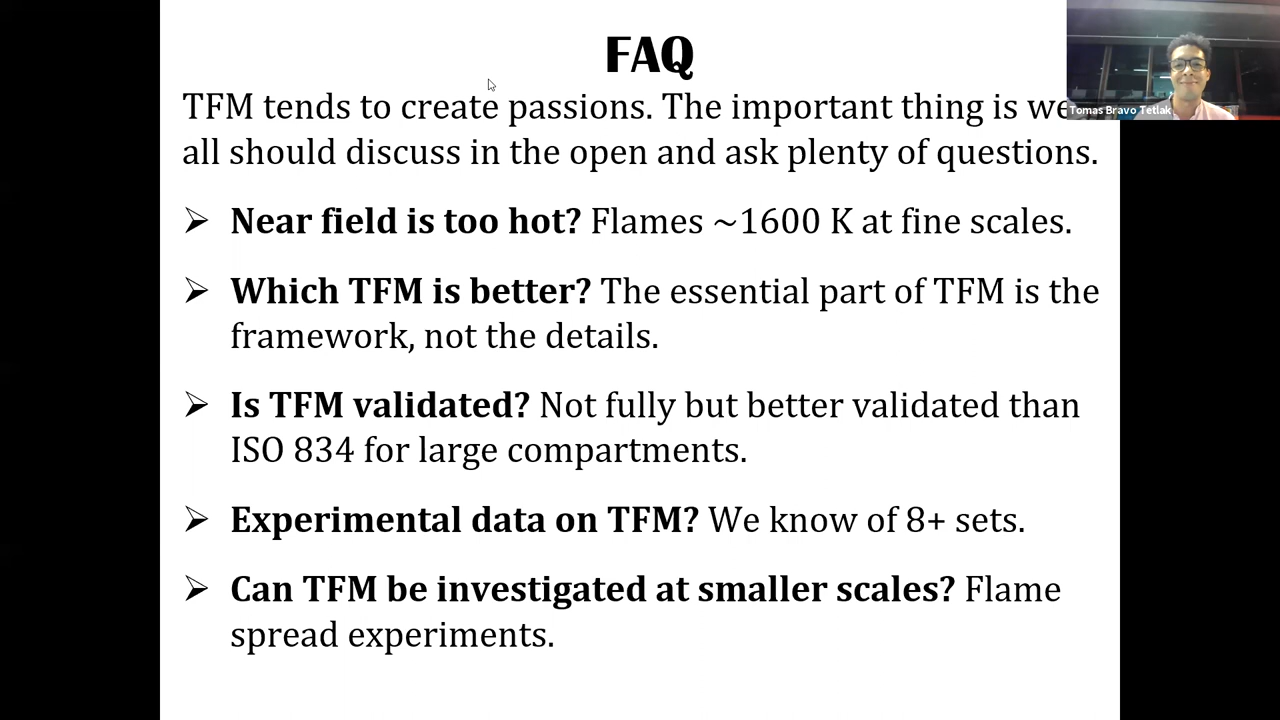 FAQ
TFM tends to create passions. The important thing is we
all should discuss in the open and ask plenty of questions.
➢ Near field is too hot? Flames ~1600 K at fine scales.
➢ Which TFM is better? The essential part of TFM is the
framework, not the details.
➢ Is TFM validated? Not fully but better validated than
ISO 834 for large compartments.
➢ Experimental data on TFM? We know of 8+ sets.
➢ Can TFM be investigated at smaller scales? Flame
spread experiments.
Tomas Bravo Tetlak